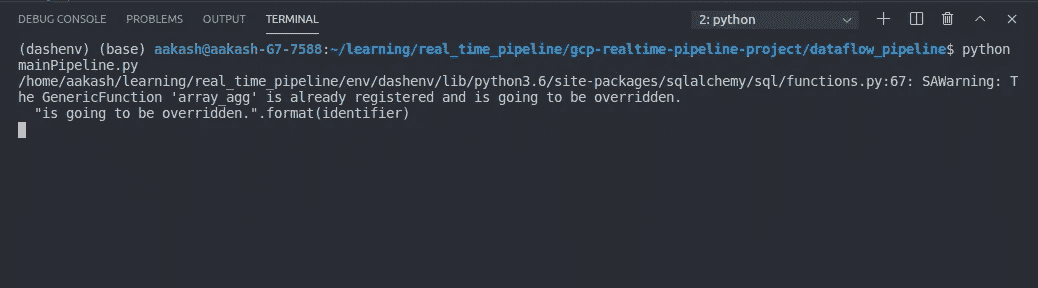 DEBUG CONSOLE PROBLEMS OUTPUT TERMINAL 2: python
(dashenv) (base) aakash@aakash-G7-7588:~/learning/real_time_pipeline/gcp-realtime-pipeline-project/dataflow_pipeline$ python
mainPipeline.py
/home/aakash/learning/real_time_pipeline/env/dashenv/lib/python3.6/site-packages/sqlalchemy/sql/functions.py:67: SAWarning: T
he GenericFunction 'array_agg' is already registered and is going to be overridden.
"is going to be overridden.".format(identifier)